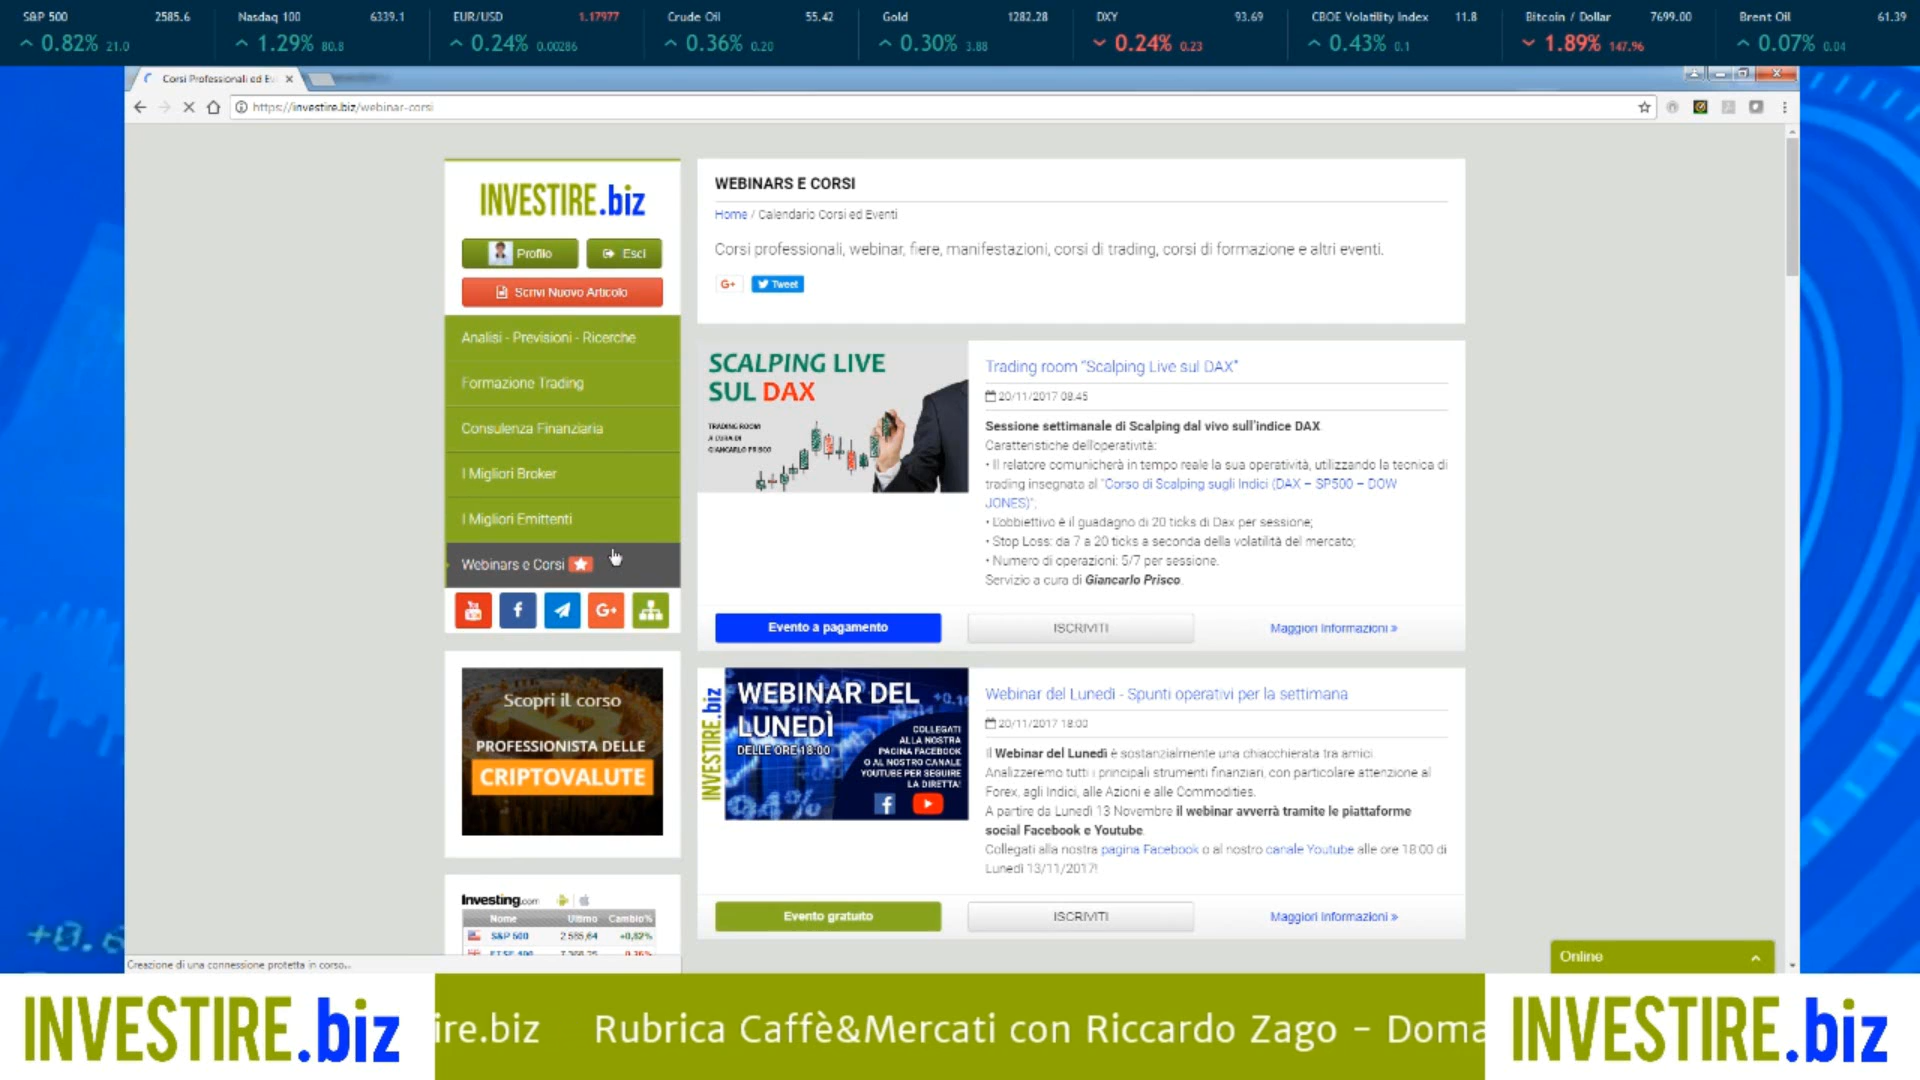 S&P 500 2585.6
0.82% 21.0
Nasdaq 100 6339.1
1.29% 80.8
EUR/USD 1.17977
0.24% 0.00286
Crude Oil 55.42
0.36% 0.20
Gold 1282.28
0.30% 3.88
DXY 93.69
0.24% 0.23
CBOE Volatility Index 11.8
0.43% 0.1
Bitcoin / Dollar 7699.00
1.89% 147.96
Brent Oil 61.39
0.07% 0.04
Corsi Professionali ed Ev
https://investire.biz/webinar-corsi
INVESTIRE.biz
Profilo
Esci
Scrivi Nuovo Articolo
Analisi - Previsioni - Ricerche
Formazione Trading
Consulenza Finanziaria
I Migliori Broker
I Migliori Emittenti
Webinars e Corsi
You
f
G+
Scopri il corso
PROFESSIONISTA DELLE
CRIPTOVALUTE
Investing.com
Nome Ultimo Cambio%
S&P 500 2.585,64 +0,82%
WEBINARS E CORSI
Home / Calendario Corsi ed Eventi
Corsi professionali, webinar, fiere, manifestazioni, corsi di trading, corsi di formazione e altri eventi.
G+
Tweet
SCALPING LIVE
SUL DAX
TRADING ROOM
A CURA DI
GIANCARLO PRISCO
Trading room "Scalping Live sul DAX"
20/11/2017 08:45
Sessione settimanale di Scalping dal vivo sull'indice DAX
Caratteristiche dell'operatività:
• Il relatore comunicherà in tempo reale la sua operatività, utilizzando la tecnica di
trading insegnata al "Corso di Scalping sugli Indici (DAX – SP500 – DOW
JONES)";
• L'obbiettivo è il guadagno di 20 ticks di Dax per sessione;
• Stop Loss: da 7 a 20 ticks a seconda della volatilità del mercato;
• Numero di operazioni: 5/7 per sessione.
Servizio a cura di Giancarlo Prisco.
Evento a pagamento
ISCRIVITI
Maggiori Informazioni »
INVESTIRE.biz
WEBINAR DEL
LUNEDÌ
DELLE ORE 18:00
COLLEGATI
ALLA NOSTRA
PAGINA FACEBOOK
O AL NOSTRO CANALE
YOUTUBE PER SEGUIRE
LA DIRETTA!
Webinar del Lunedì - Spunti operativi per la settimana
20/11/2017 18:00
Il Webinar del Lunedì è sostanzialmente una chiacchierata tra amici.
Analizzeremo tutti i principali strumenti finanziari, con particolare attenzione al
Forex, agli Indici, alle Azioni e alle Commodities.
A partire da Lunedì 13 Novembre il webinar avverrà tramite le piattaforme
social Facebook e Youtube.
Collegati alla nostra pagina Facebook o al nostro canale Youtube alle ore 18:00 di
Lunedì 13/11/2017!
Evento gratuito
ISCRIVITI
Maggiori Informazioni »
Online
Creazione di una connessione protetta in corso...
+0.6
INVESTIRE.biz
ire.biz Rubrica Caffè&Mercati con Riccardo Zago – Doma
INVESTIRE.biz